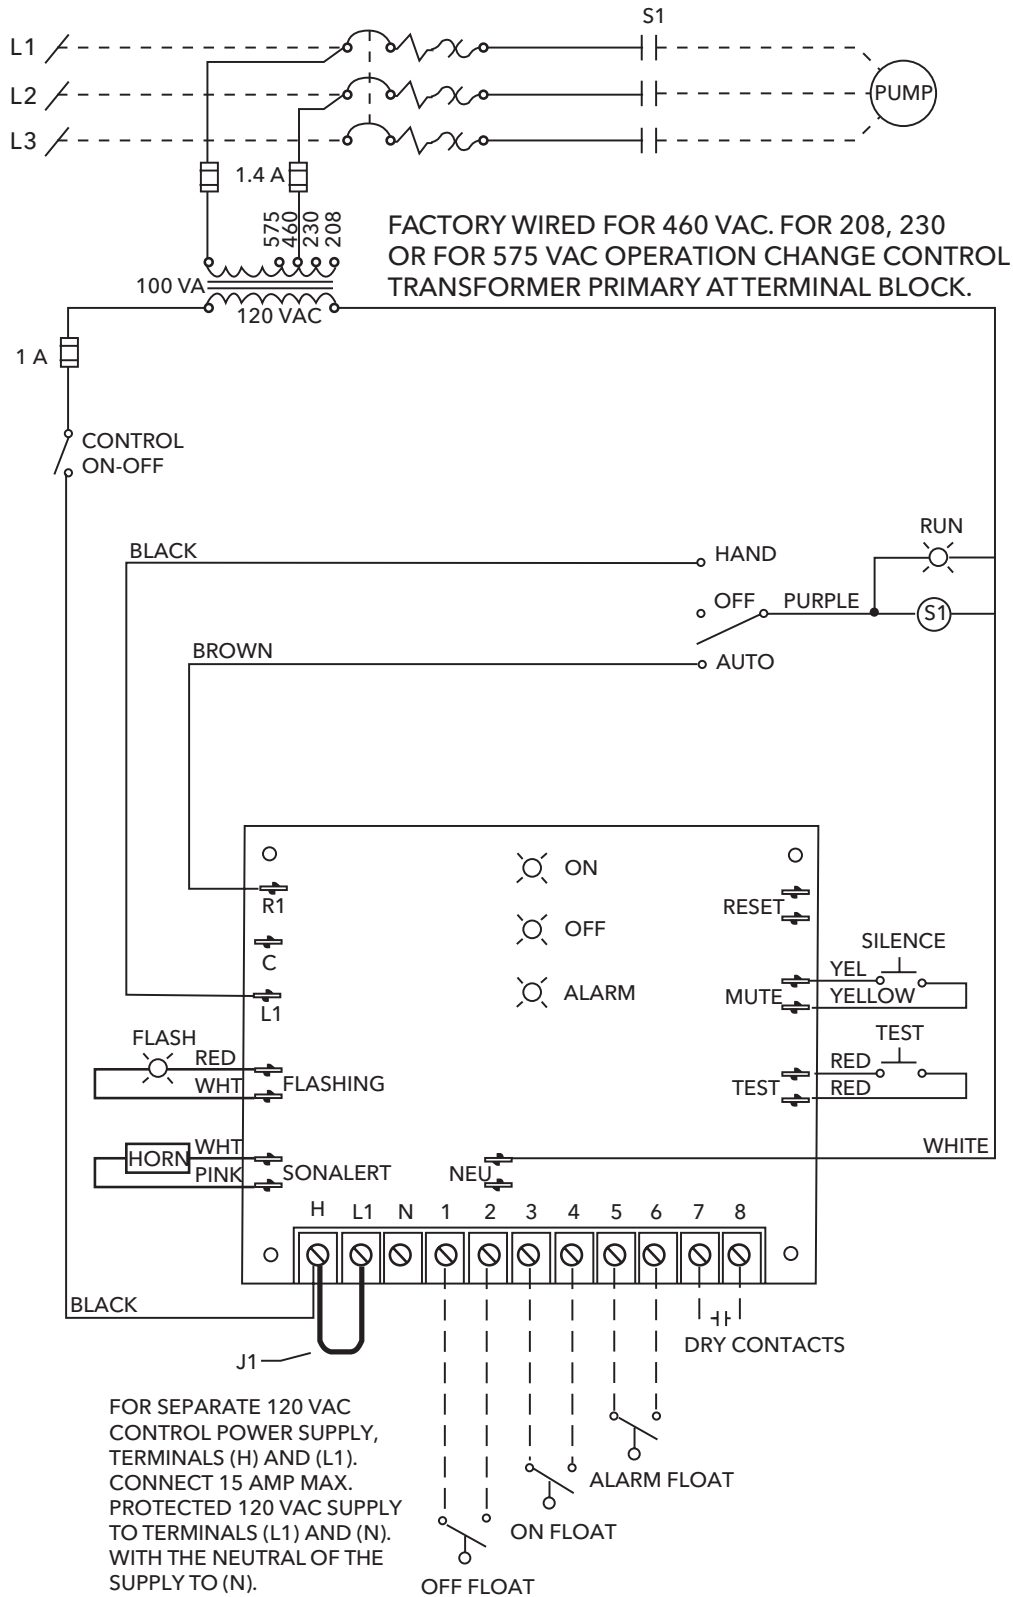 S1
L1
L2
PUMP
L3
1.4 A
575
460
230
208
FACTORY WIRED FOR 460 VAC. FOR 208, 230
OR FOR 575 VAC OPERATION CHANGE CONTROL
TRANSFORMER PRIMARY AT TERMINAL BLOCK.
100 VA
120 VAC
1 A
CONTROL
ON-OFF
RUN
BLACK
HAND
OFF
PURPLE
S1
BROWN
AUTO
ON
R1
RESET
OFF
C
SILENCE
YEL
ALARM
MUTE
YELLOW
L1
FLASH
TEST
RED
RED
FLASHING
WHT
TEST
RED
WHITE
WHT
HORN
SONALERT
NEU
PINK
H L1 N 1 2 3 4 5 6 7 8
BLACK
DRY CONTACTS
J1
FOR SEPARATE 120 VAC
CONTROL POWER SUPPLY,
TERMINALS (H) AND (L1).
CONNECT 15 AMP MAX.
PROTECTED 120 VAC SUPPLY
TO TERMINALS (L1) AND (N).
WITH THE NEUTRAL OF THE
SUPPLY TO (N).
ALARM FLOAT
ON FLOAT
OFF FLOAT